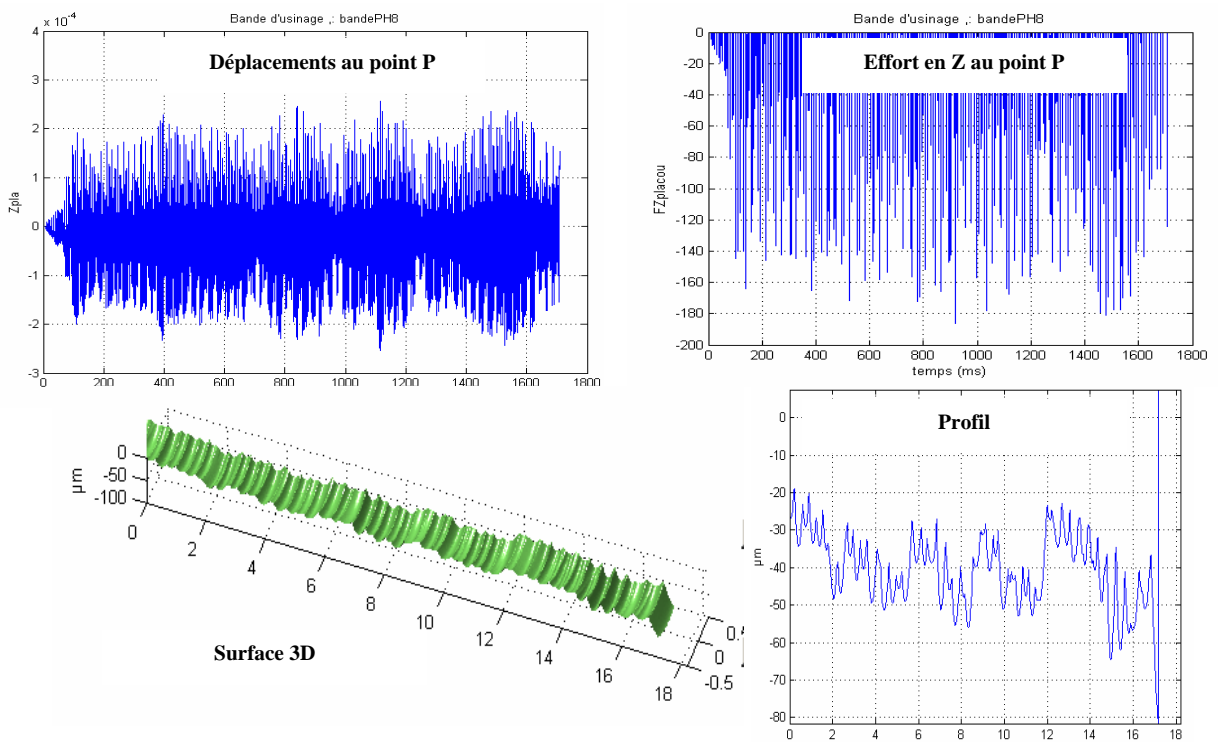 Bande d'usinage ,: bandePH8
x 10⁻⁴
Déplacements au point P
4
3
2
1
0
-1
-2
-3
Zpla
0 200 400 600 800 1000 1200 1400 1600 1800
Bande d'usinage ,: bandePH8
Effort en Z au point P
0
-20
-40
-60
-80
-100
-120
-140
-160
-180
-200
FZplacou
0 200 400 600 800 1000 1200 1400 1600 1800
temps (ms)
µm
0
-50
-100
0 2 4 6 8 10 12 14 16 18
0.5
0
-0.5
Surface 3D
Profil
0
-10
-20
-30
-40
-50
-60
-70
-80
µm
0 2 4 6 8 10 12 14 16 18